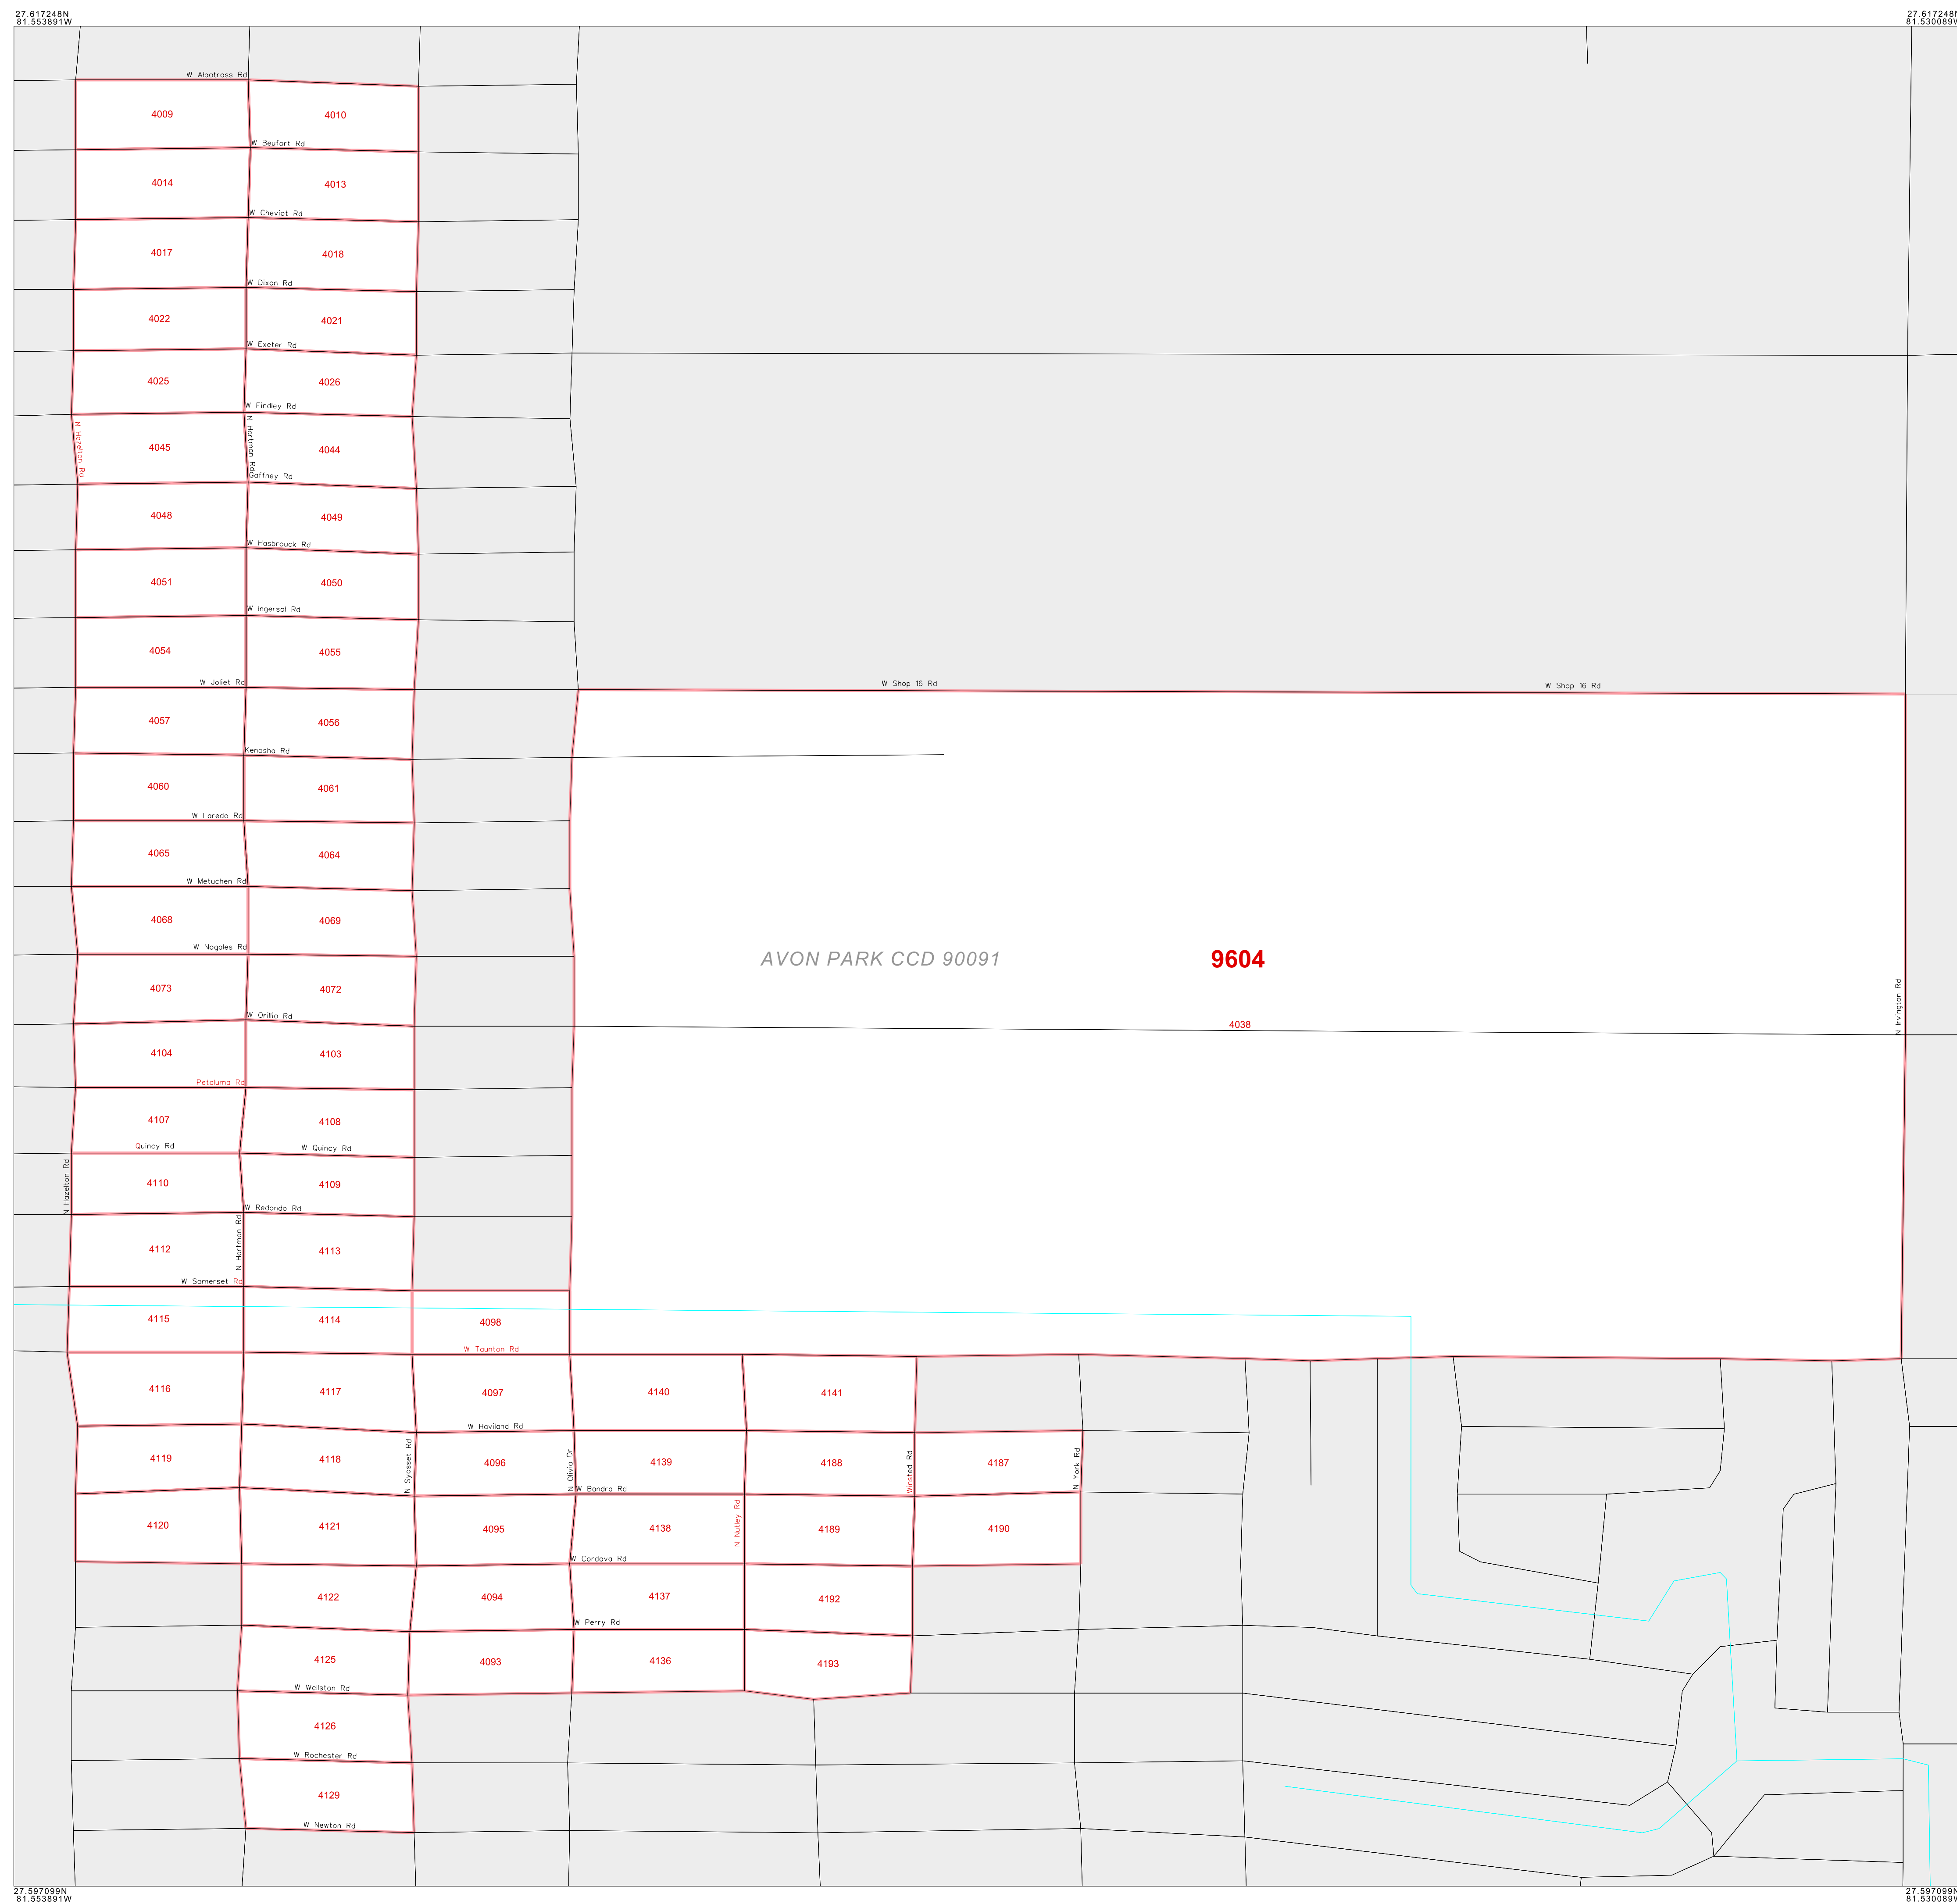 27.617248N
81.553891W
27.617248N
81.530089W
W Albatross Rd
4009
4010
W Beufort Rd
4014
4013
W Cheviot Rd
4017
4018
W Dixon Rd
4022
4021
W Exeter Rd
4025
4026
W Findley Rd
N Hazelton Rd
N Hartman Rd
4045
4044
Gaffney Rd
4048
4049
W Hasbrouck Rd
4051
4050
W Ingersol Rd
4054
4055
W Joliet Rd
W Shop 16 Rd
W Shop 16 Rd
4057
4056
Kenosha Rd
4060
4061
W Laredo Rd
4065
4064
W Metuchen Rd
4068
4069
W Nogales Rd
AVON PARK CCD 90091
9604
4073
4072
N Irvington Rd
W Orillia Rd
4038
4104
4103
Petaluma Rd
4107
4108
Quincy Rd
W Quincy Rd
N Hazelton Rd
4110
4109
W Redondo Rd
N Hartman Rd
4112
4113
W Somerset Rd
4115
4114
4098
W Taunton Rd
4116
4117
4097
4140
4141
W Haviland Rd
4119
4118
N Syosset Rd
4096
N Olivia Dr
4139
4188
Winsted Rd
4187
N York Rd
W Bandra Rd
4120
4121
4095
4138
N Nutley Rd
4189
4190
W Cordova Rd
4122
4094
4137
4192
W Perry Rd
4125
4093
4136
4193
W Wellston Rd
4126
W Rochester Rd
4129
W Newton Rd
27.597099N
81.553891W
27.597099N
81.530089W